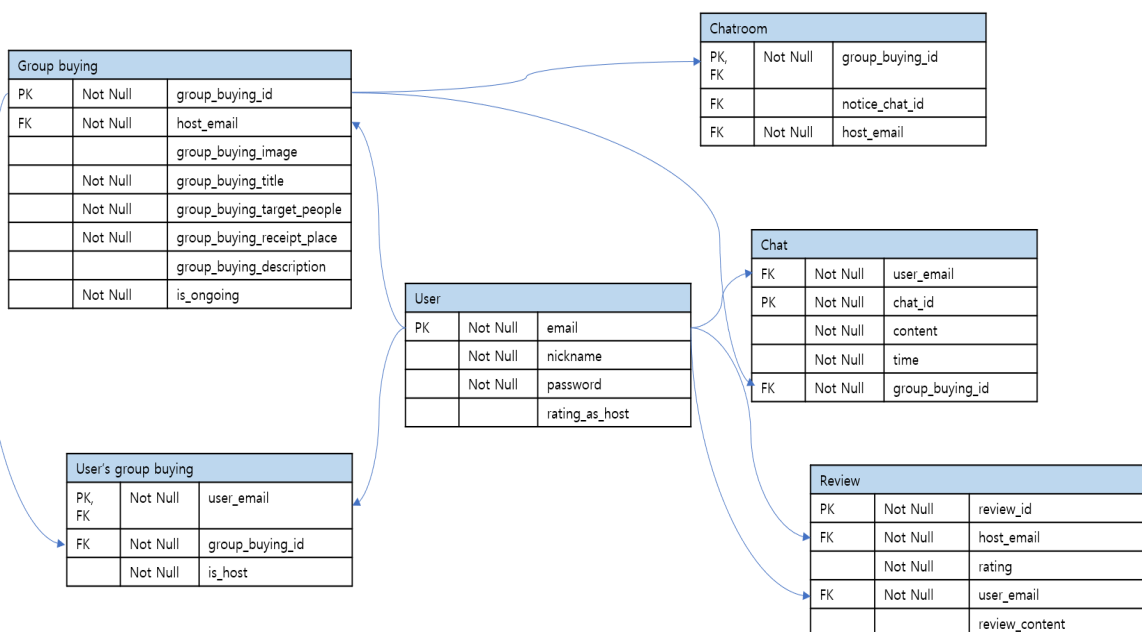 Group buying
PK Not Null group_buying_id
FK Not Null host_email
group_buying_image
Not Null group_buying_title
Not Null group_buying_target_people
Not Null group_buying_receipt_place
group_buying_description
Not Null is_ongoing
Chatroom
PK, Not Null group_buying_id
FK
FK notice_chat_id
FK Not Null host_email
User
PK Not Null email
Not Null nickname
Not Null password
rating_as_host
Chat
FK Not Null user_email
PK Not Null chat_id
Not Null content
Not Null time
FK Not Null group_buying_id
User's group buying
PK, Not Null user_email
FK
FK Not Null group_buying_id
Not Null is_host
Review
PK Not Null review_id
FK Not Null host_email
Not Null rating
FK Not Null user_email
review_content